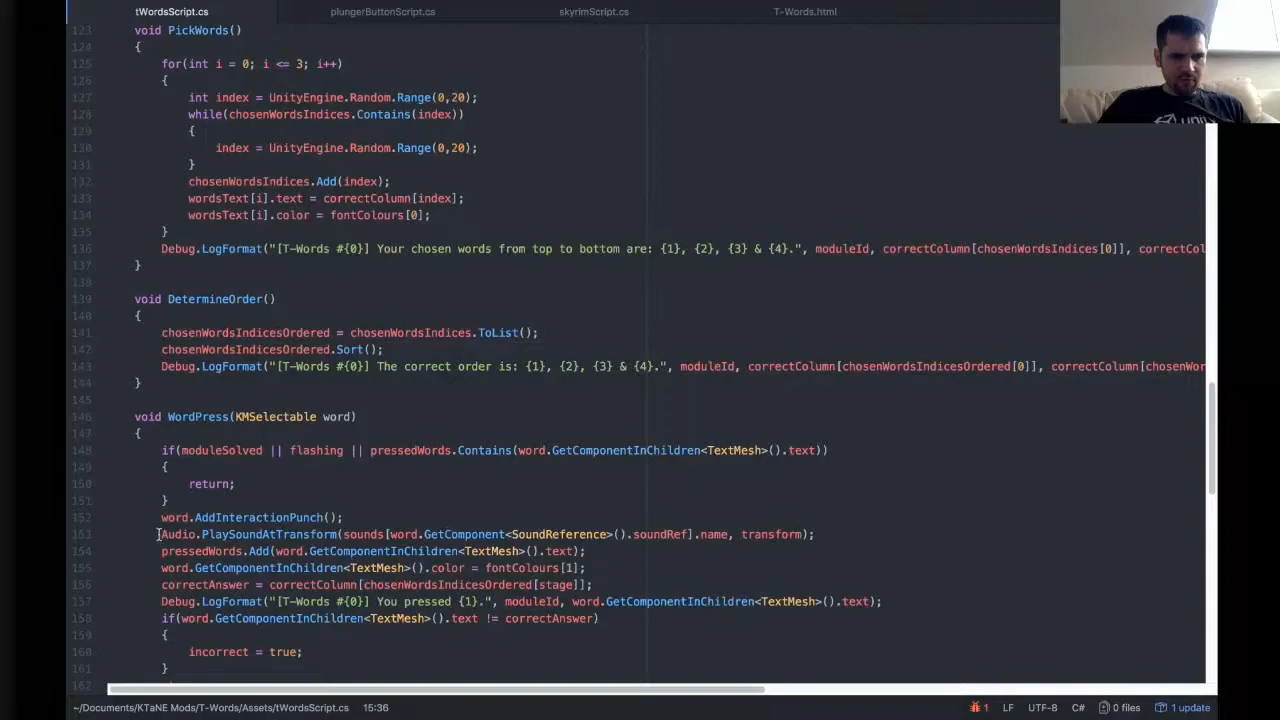 tWordsScript.cs plungerButtonScript.cs skyrimScript.cs T-Words.html
123 void PickWords()
124 {
125 for(int i = 0; i <= 3; i++)
126 {
127 int index = UnityEngine.Random.Range(0,20);
128 while(chosenWordsIndices.Contains(index))
129 {
130 index = UnityEngine.Random.Range(0,20);
131 }
132 chosenWordsIndices.Add(index);
133 wordsText[i].text = correctColumn[index];
134 wordsText[i].color = fontColours[0];
135 }
136 Debug.LogFormat("[T-Words #{0}] Your chosen words from top to bottom are: {1}, {2}, {3} & {4}.", moduleId, correctColumn[chosenWordsIndices[0]], correctCol
137 }
138
139 void DetermineOrder()
140 {
141 chosenWordsIndicesOrdered = chosenWordsIndices.ToList();
142 chosenWordsIndicesOrdered.Sort();
143 Debug.LogFormat("[T-Words #{0}] The correct order is: {1}, {2}, {3} & {4}.", moduleId, correctColumn[chosenWordsIndicesOrdered[0]], correctColumn[chosenWor
144 }
145
146 void WordPress(KMSelectable word)
147 {
148 if(moduleSolved || flashing || pressedWords.Contains(word.GetComponentInChildren<TextMesh>().text))
149 {
150 return;
151 }
152 word.AddInteractionPunch();
153 Audio.PlaySoundAtTransform(sounds[word.GetComponent<SoundReference>().soundRef].name, transform);
154 pressedWords.Add(word.GetComponentInChildren<TextMesh>().text);
155 word.GetComponentInChildren<TextMesh>().color = fontColours[1];
156 correctAnswer = correctColumn[chosenWordsIndicesOrdered[stage]];
157 Debug.LogFormat("[T-Words #{0}] You pressed {1}.", moduleId, word.GetComponentInChildren<TextMesh>().text);
158 if(word.GetComponentInChildren<TextMesh>().text != correctAnswer)
159 {
160 incorrect = true;
161 }
162
~/Documents/KTaNE Mods/T-Words/Assets/tWordsScript.cs 15:36 1 LF UTF-8 C# 0 files 1 update